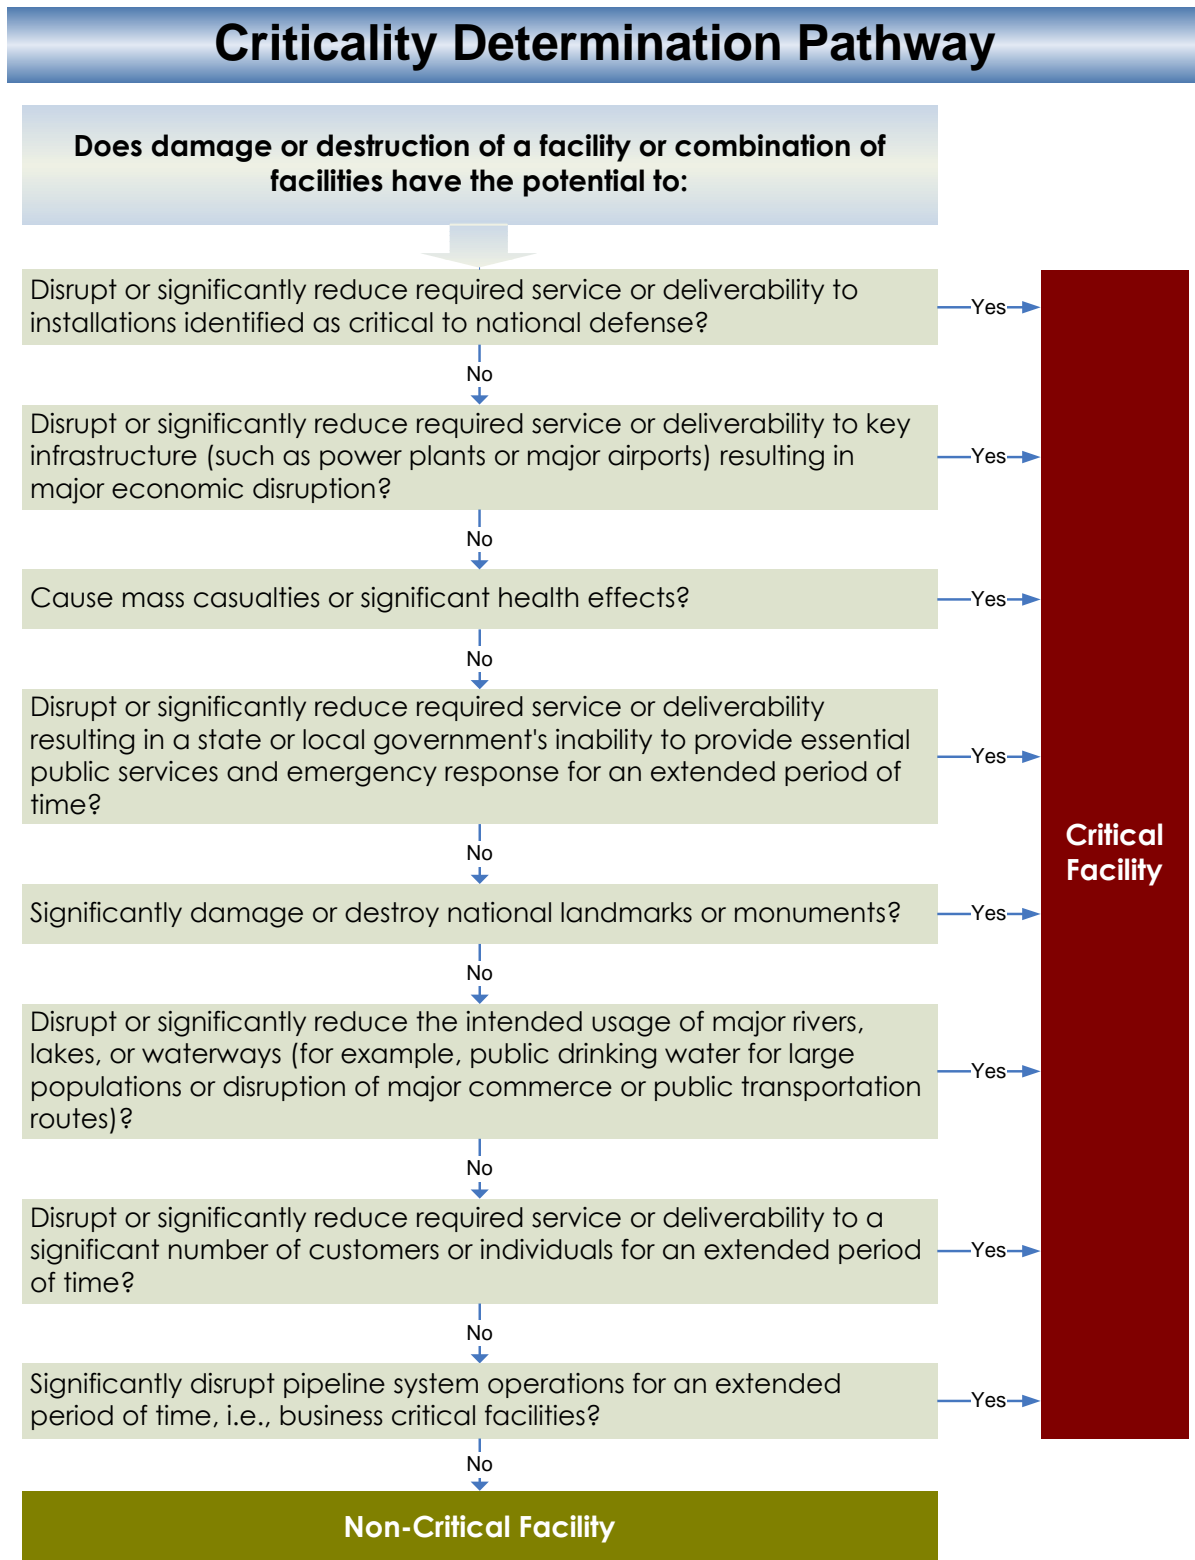 Criticality Determination Pathway
Does damage or destruction of a facility or combination of
facilities have the potential to:
Disrupt or significantly reduce required service or deliverability to
installations identified as critical to national defense?
Yes
No
Disrupt or significantly reduce required service or deliverability to key
infrastructure (such as power plants or major airports) resulting in
major economic disruption?
Yes
No
Cause mass casualties or significant health effects?
Yes
No
Disrupt or significantly reduce required service or deliverability
resulting in a state or local government's inability to provide essential
public services and emergency response for an extended period of
time?
Yes
No
Significantly damage or destroy national landmarks or monuments?
Yes
No
Disrupt or significantly reduce the intended usage of major rivers,
lakes, or waterways (for example, public drinking water for large
populations or disruption of major commerce or public transportation
routes)?
Yes
No
Disrupt or significantly reduce required service or deliverability to a
significant number of customers or individuals for an extended period
of time?
Yes
No
Significantly disrupt pipeline system operations for an extended
period of time, i.e., business critical facilities?
Yes
No
Critical
Facility
Non-Critical Facility